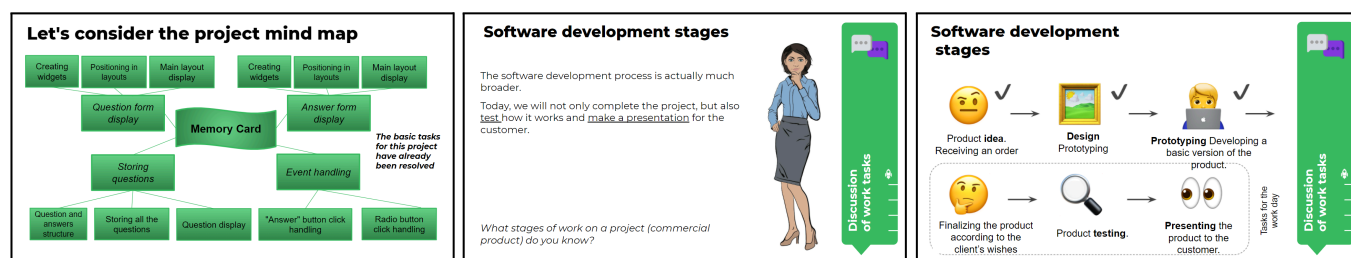 Let's consider the project mind map
Creating
widgets
Positioning in
layouts
Main layout
display
Creating
widgets
Positioning in
layouts
Main layout
display
Question form
display
Answer form
display
Memory Card
The basic tasks
for this project
have already
been resolved
Storing
questions
Event handling
Question and
answers
structure
Storing all the
questions
Question display
"Answer" button click
handling
Radio button
click handling
Software development stages
The software development process is actually much
broader.
Today, we will not only complete the project, but also
test how it works and make a presentation for the
customer.
What stages of work on a project (commercial
product) do you know?
Discussion
of work tasks
Software development
stages
Product idea.
Receiving an order
Design
Prototyping
Prototyping Developing a
basic version of the
product.
Finalizing the product
according to the
client's wishes
Product testing.
Presenting the
product to the
customer.
Tasks for the
work day
Discussion
of work tasks